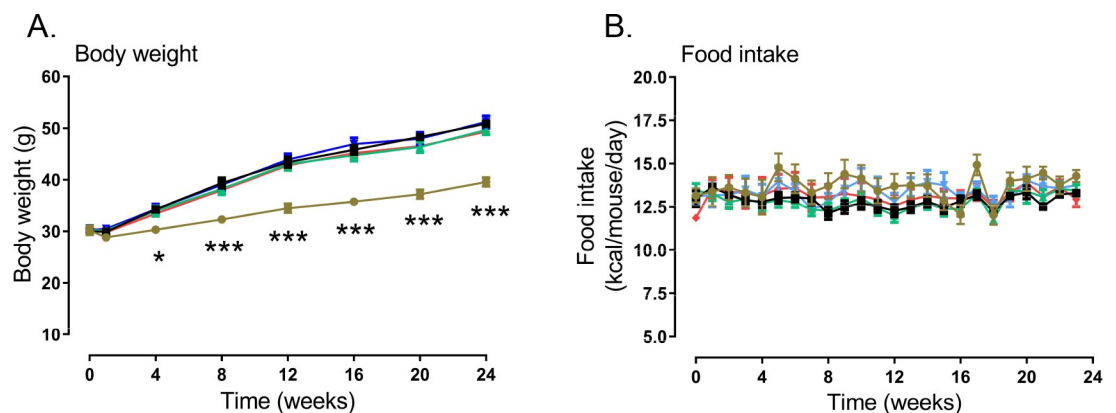 A.
Body weight
60
50
40
30
20
10
Body weight (g)
*
***
***
***
***
***
0 4 8 12 16 20 24
Time (weeks)
B.
Food intake
20.0
17.5
15.0
12.5
10.0
7.5
5.0
Food intake
(kcal/mouse/day)
0 4 8 12 16 20 24
Time (weeks)